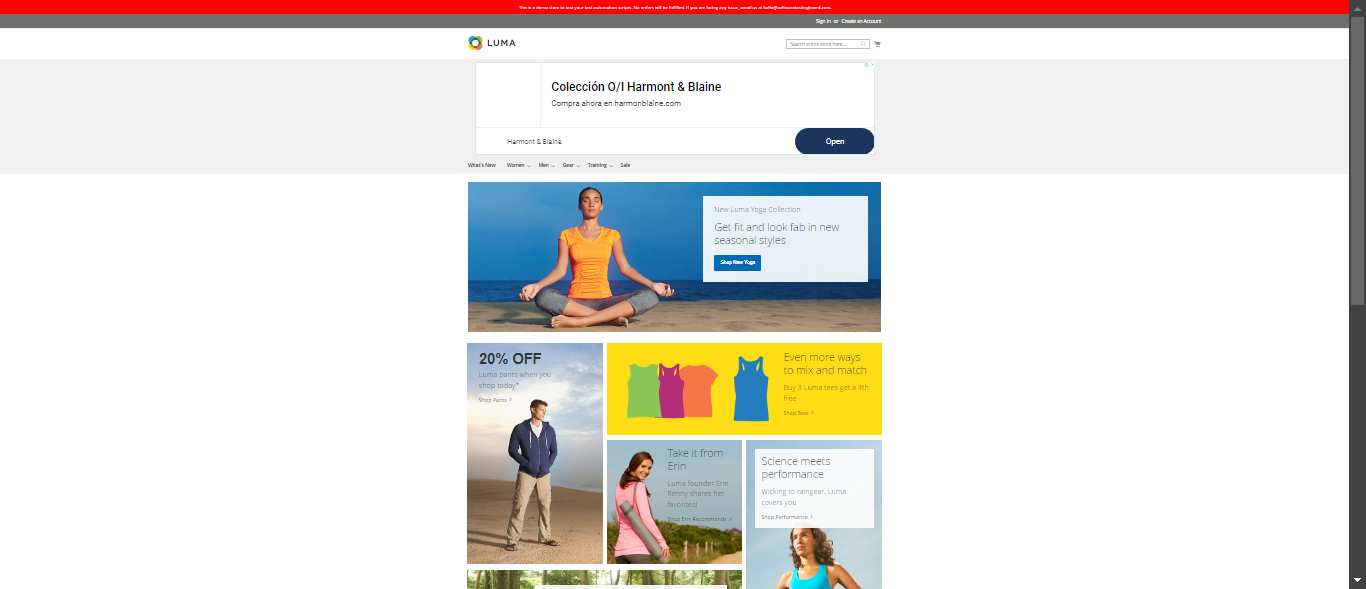 This is a demo store to test your test automation scripts. No orders will be fulfilled. If you are facing any issue, email us at hello@softwaretestingboard.com.
Sign In or Create an Account
LUMA
Search entire store here...
Colección O/I Harmont & Blaine
Compra ahora en harmonblaine.com
Harmont & Blaine
Open
What's New Women Men Gear Training Sale
New Luma Yoga Collection
Get fit and look fab in new
seasonal styles
Shop New Yoga
20% OFF
Luma pants when you
shop today*
Shop Pants
Even more ways
to mix and match
Buy 3 Luma tees get a 4th
free
Shop Tees
Take it from
Erin
Luma founder Erin
Renny shares her
favorites!
Shop Erin Recommends
Science meets
performance
Wicking to raingear, Luma
covers you
Shop Performance